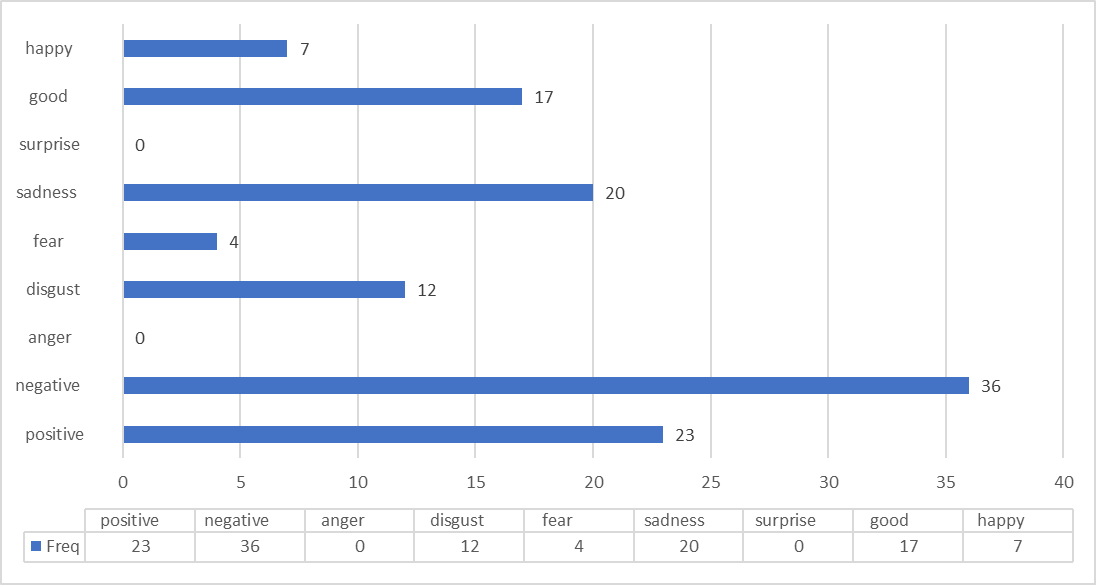 happy 7
good 17
surprise 0
sadness 20
fear 4
disgust 12
anger 0
negative 36
positive 23
0 5 10 15 20 25 30 35 40
positive negative anger disgust fear sadness surprise good happy
Freq 23 36 0 12 4 20 0 17 7